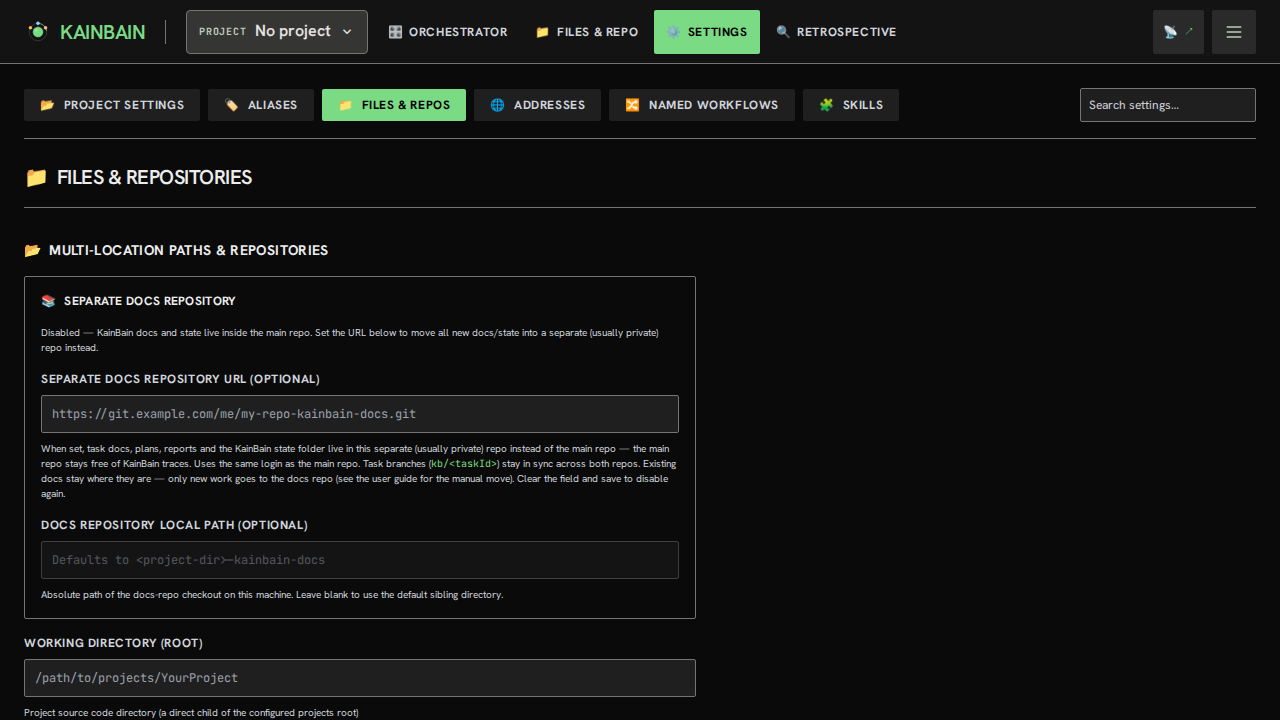 KAINBAIN
PROJECT No project
ORCHESTRATOR
FILES & REPO
SETTINGS
RETROSPECTIVE
PROJECT SETTINGS
ALIASES
FILES & REPOS
ADDRESSES
NAMED WORKFLOWS
SKILLS
Search settings...
FILES & REPOSITORIES
MULTI-LOCATION PATHS & REPOSITORIES
SEPARATE DOCS REPOSITORY
Disabled — KainBain docs and state live inside the main repo. Set the URL below to move all new docs/state into a separate (usually private)
repo instead.
SEPARATE DOCS REPOSITORY URL (OPTIONAL)
https://git.example.com/me/my-repo-kainbain-docs.git
When set, task docs, plans, reports and the KainBain state folder live in this separate (usually private) repo instead of the main repo — the main
repo stays free of KainBain traces. Uses the same login as the main repo. Task branches (kb/<taskId>) stay in sync across both repos. Existing
docs stay where they are — only new work goes to the docs repo (see the user guide for the manual move). Clear the field and save to disable
again.
DOCS REPOSITORY LOCAL PATH (OPTIONAL)
Defaults to <project-dir>-kainbain-docs
Absolute path of the docs-repo checkout on this machine. Leave blank to use the default sibling directory.
WORKING DIRECTORY (ROOT)
/path/to/projects/YourProject
Project source code directory (a direct child of the configured projects root)